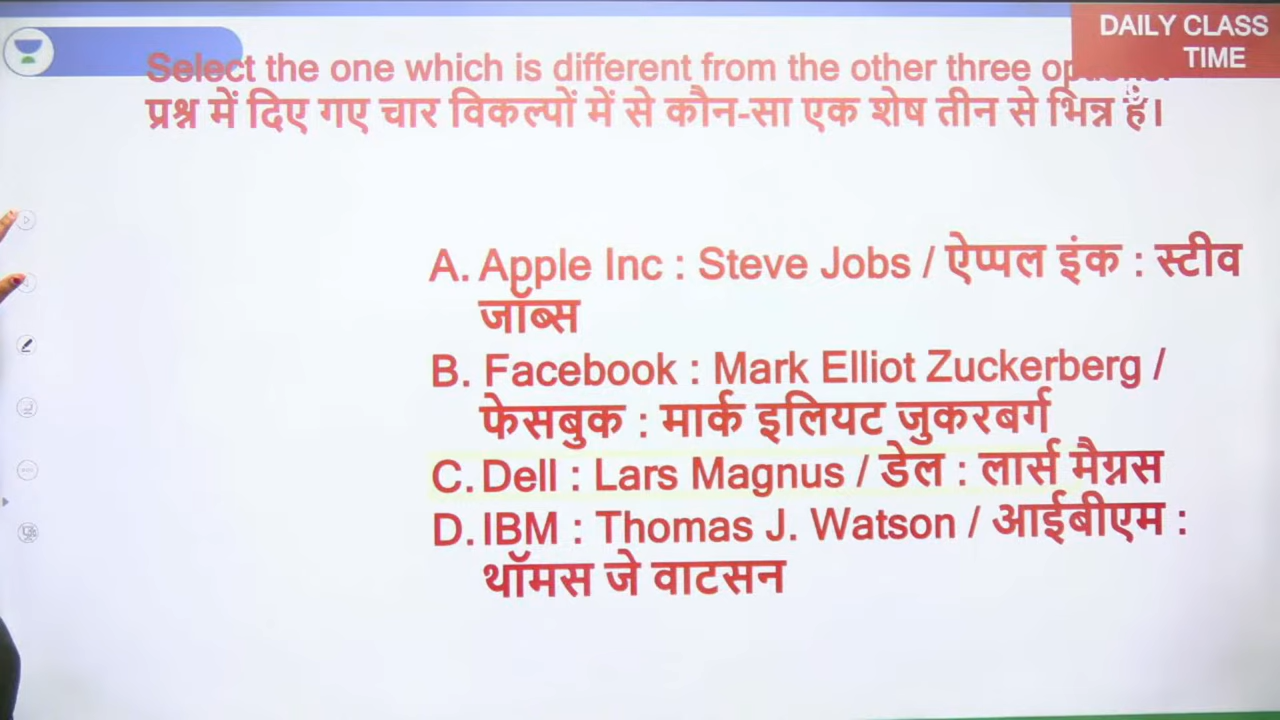 DAILY CLASS
TIME
Select the one which is different from the other three
प्रश्न में दिए गए चार विकल्पों में से कौन-सा एक शेष तीन से भिन्न है।
A. Apple Inc : Steve Jobs / ऐप्पल इंक : स्टीव
जॉब्स
B. Facebook : Mark Elliot Zuckerberg /
फेसबुक : मार्क इलियट जुकरबर्ग
C. Dell : Lars Magnus / डेल : लार्स मैग्नस
D. IBM : Thomas J. Watson / आईबीएम :
थॉमस जे वाटसन